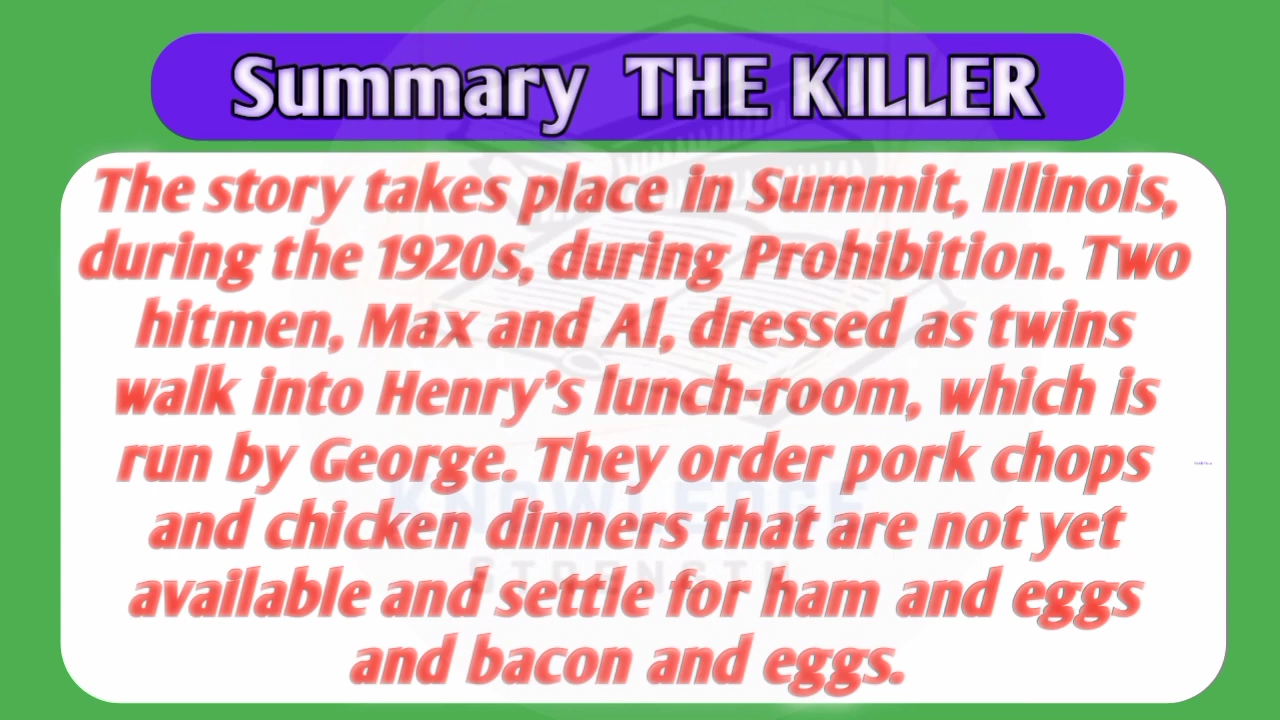 Summary THE KILLER
The story takes place in Summit, Illinois,
during the 1920s, during Prohibition. Two
hitmen, Max and Al, dressed as twins
walk into Henry’s lunch-room, which is
run by George. They order pork chops
and chicken dinners that are not yet
available and settle for ham and eggs
and bacon and eggs.
KNOWLEDGE
STRENGTH